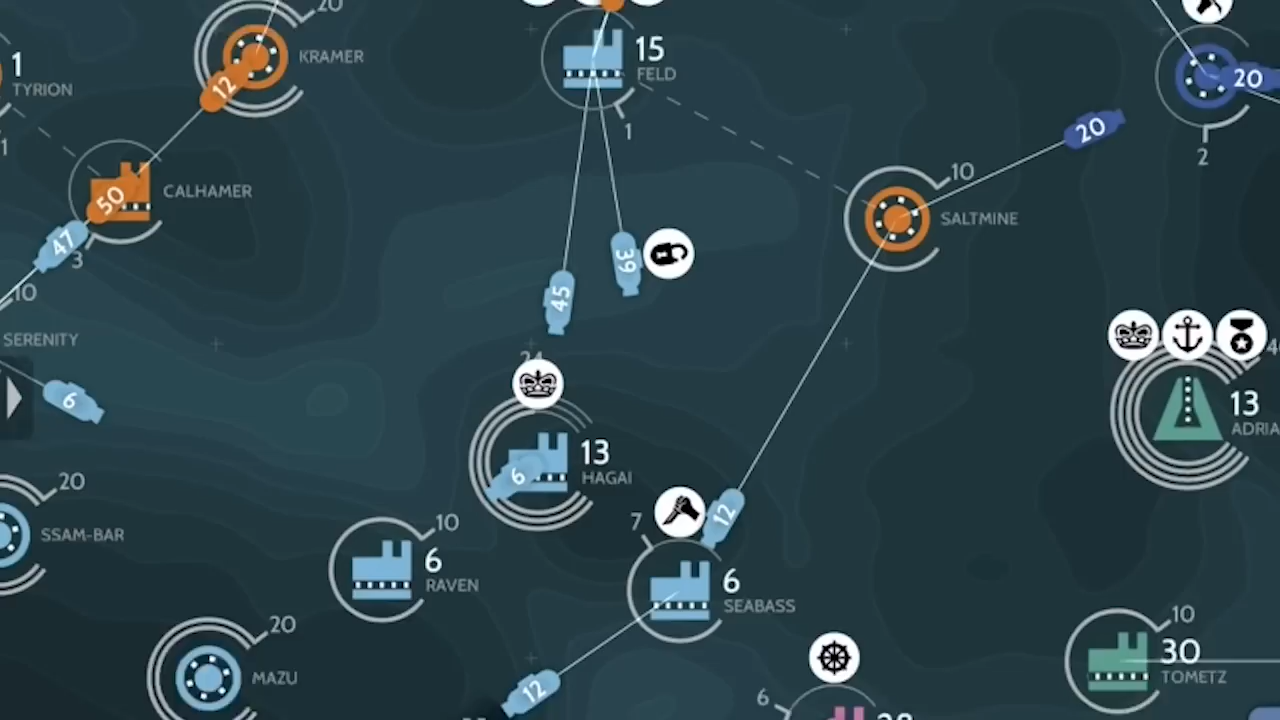 20
KRAMER
12
1
TYRION
1
15
FELD
1
20
2
20
10
SALTMINE
50
CALHAMER
47
3
10
SERENITY
39
45
6
24
13
HAGAI
6
13
ADRIA
20
SSAM-BAR
10
6
RAVEN
7
12
6
SEABASS
20
MAZU
12
10
30
TOMETZ
6